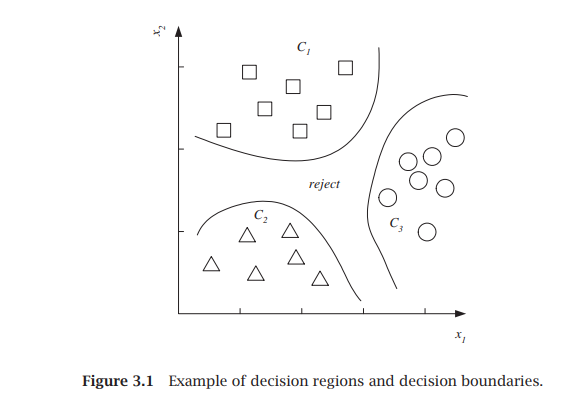 x2
C1
reject
C2
C3
x1
Figure 3.1 Example of decision regions and decision boundaries.